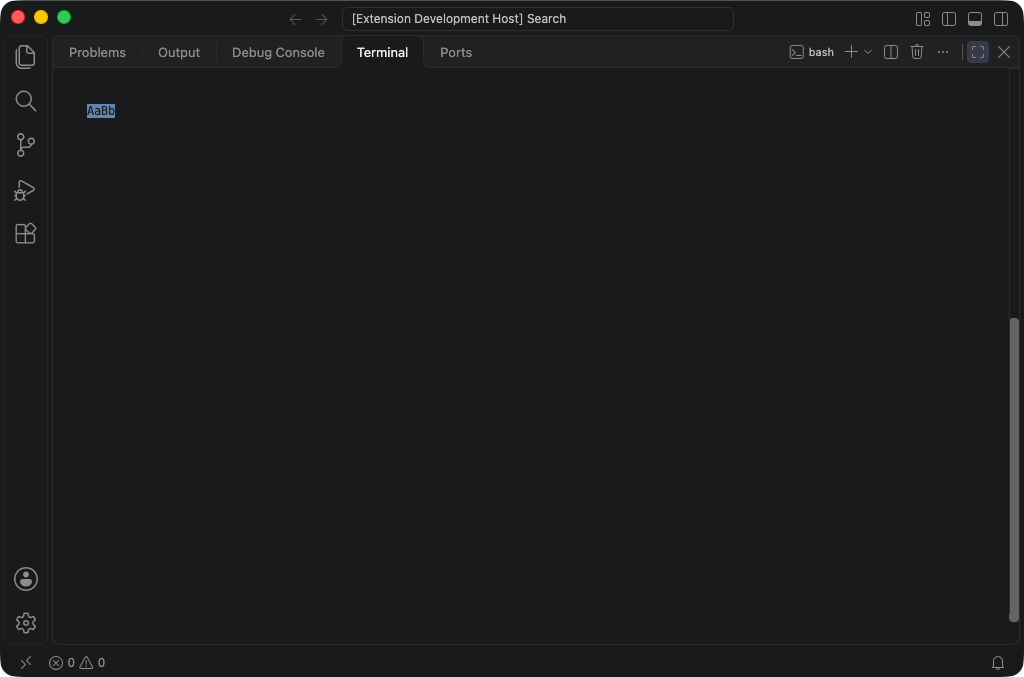 [Extension Development Host] Search
Problems
Output
Debug Console
Terminal
Ports
bash
AaBb
0
0